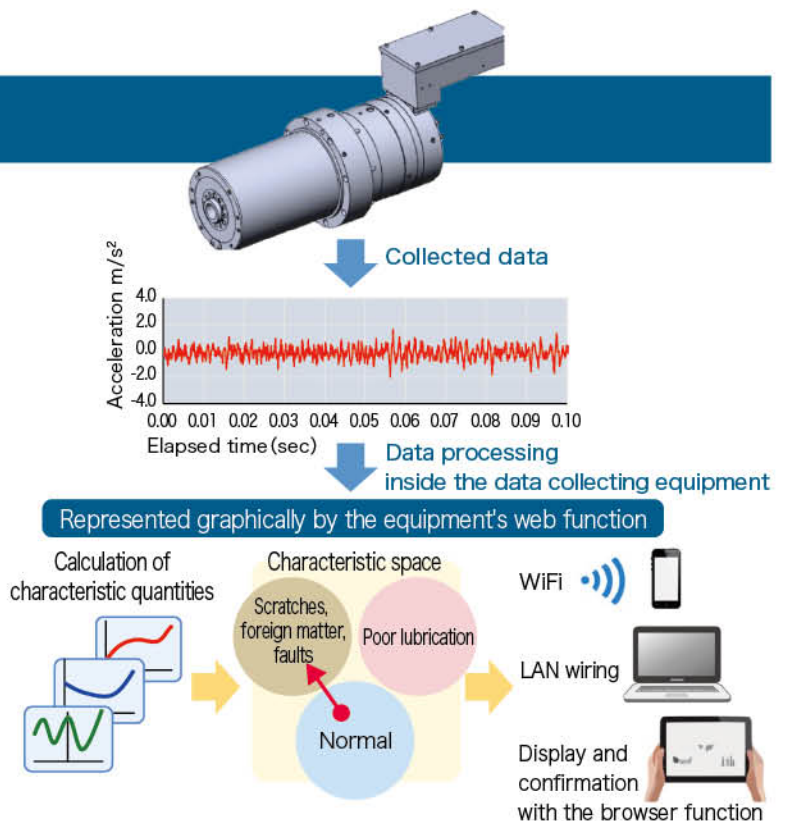 Collected data
Acceleration m/s²
4.0
2.0
0.0
-2.0
-4.0
0.00 0.01 0.02 0.03 0.04 0.05 0.06 0.07 0.08 0.09 0.10
Elapsed time(sec)
Data processing
inside the data collecting equipment
Represented graphically by the equipment's web function
Calculation of
characteristic quantities
Characteristic space
Scratches,
foreign matter,
faults
Poor lubrication
Normal
WiFi
LAN wiring
Display and
confirmation
with the browser function